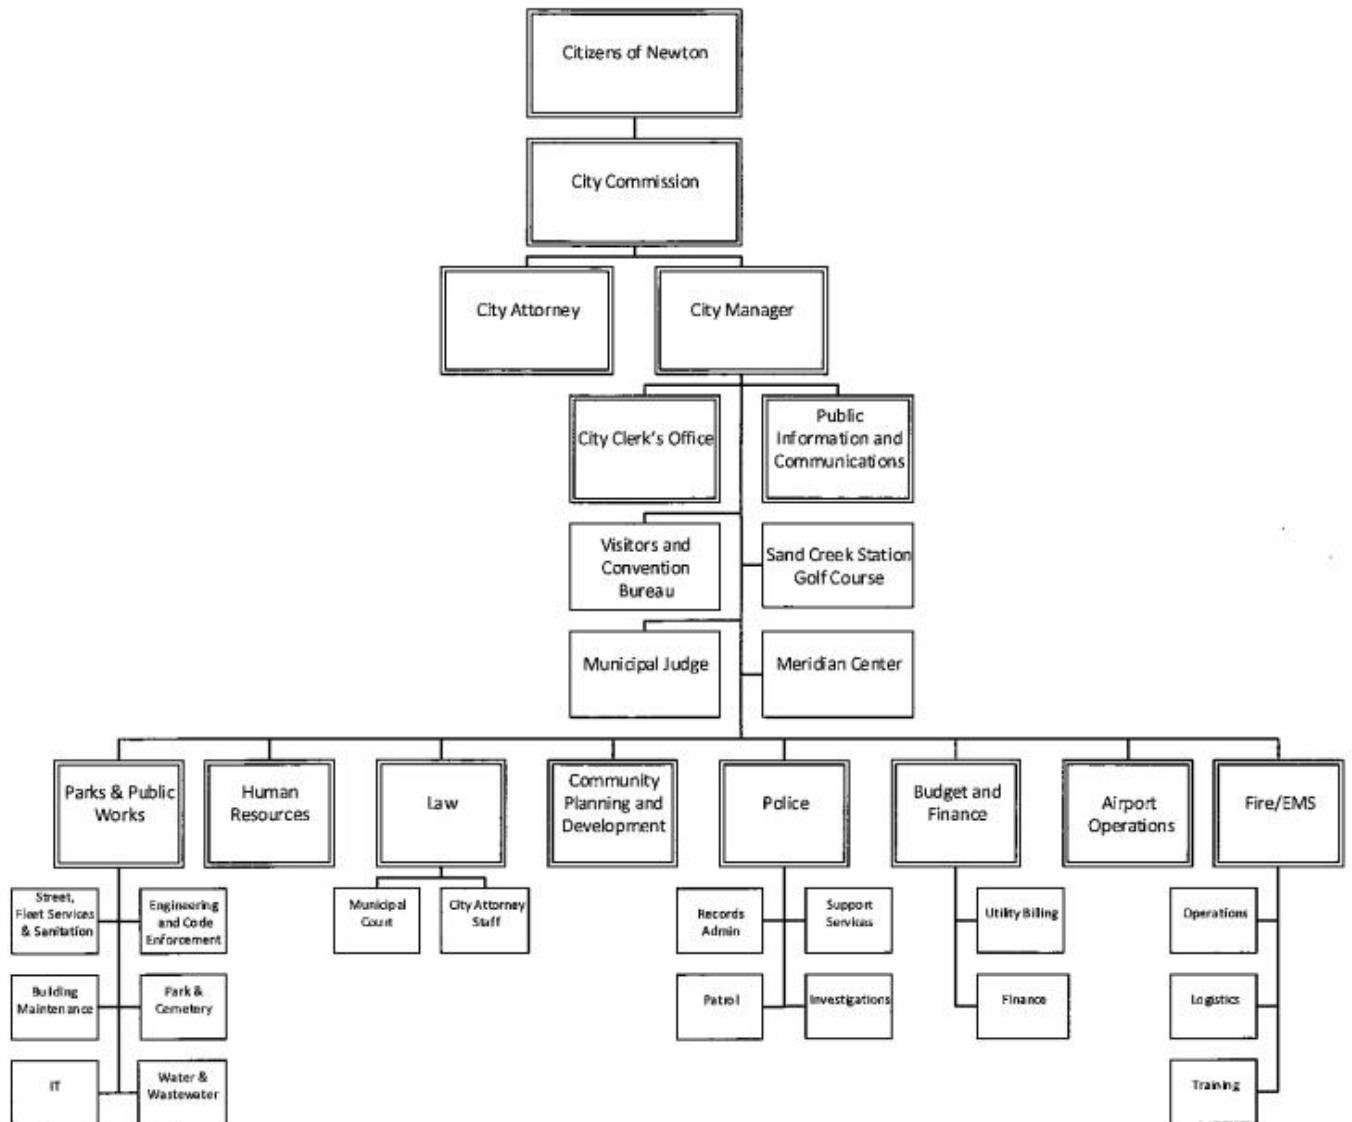 Citizens of Newton
City Commission
City Attorney
City Manager
City Clerk's Office
Public
Information and
Communications
Visitors and
Convention
Bureau
Sand Creek Station
Golf Course
Municipal Judge
Meridian Center
Parks & Public
Works
Human
Resources
Law
Community
Planning and
Development
Police
Budget and
Finance
Airport
Operations
Fire/EMS
Street,
Fleet Services
& Sanitation
Engineering
and Code
Enforcement
Municipal
Court
City Attorney
Staff
Records
Admin
Support
Services
Utility Billing
Operations
Building
Maintenance
Park &
Cemetery
Patrol
Investigations
Finance
Logistics
IT
Water &
Wastewater
Training